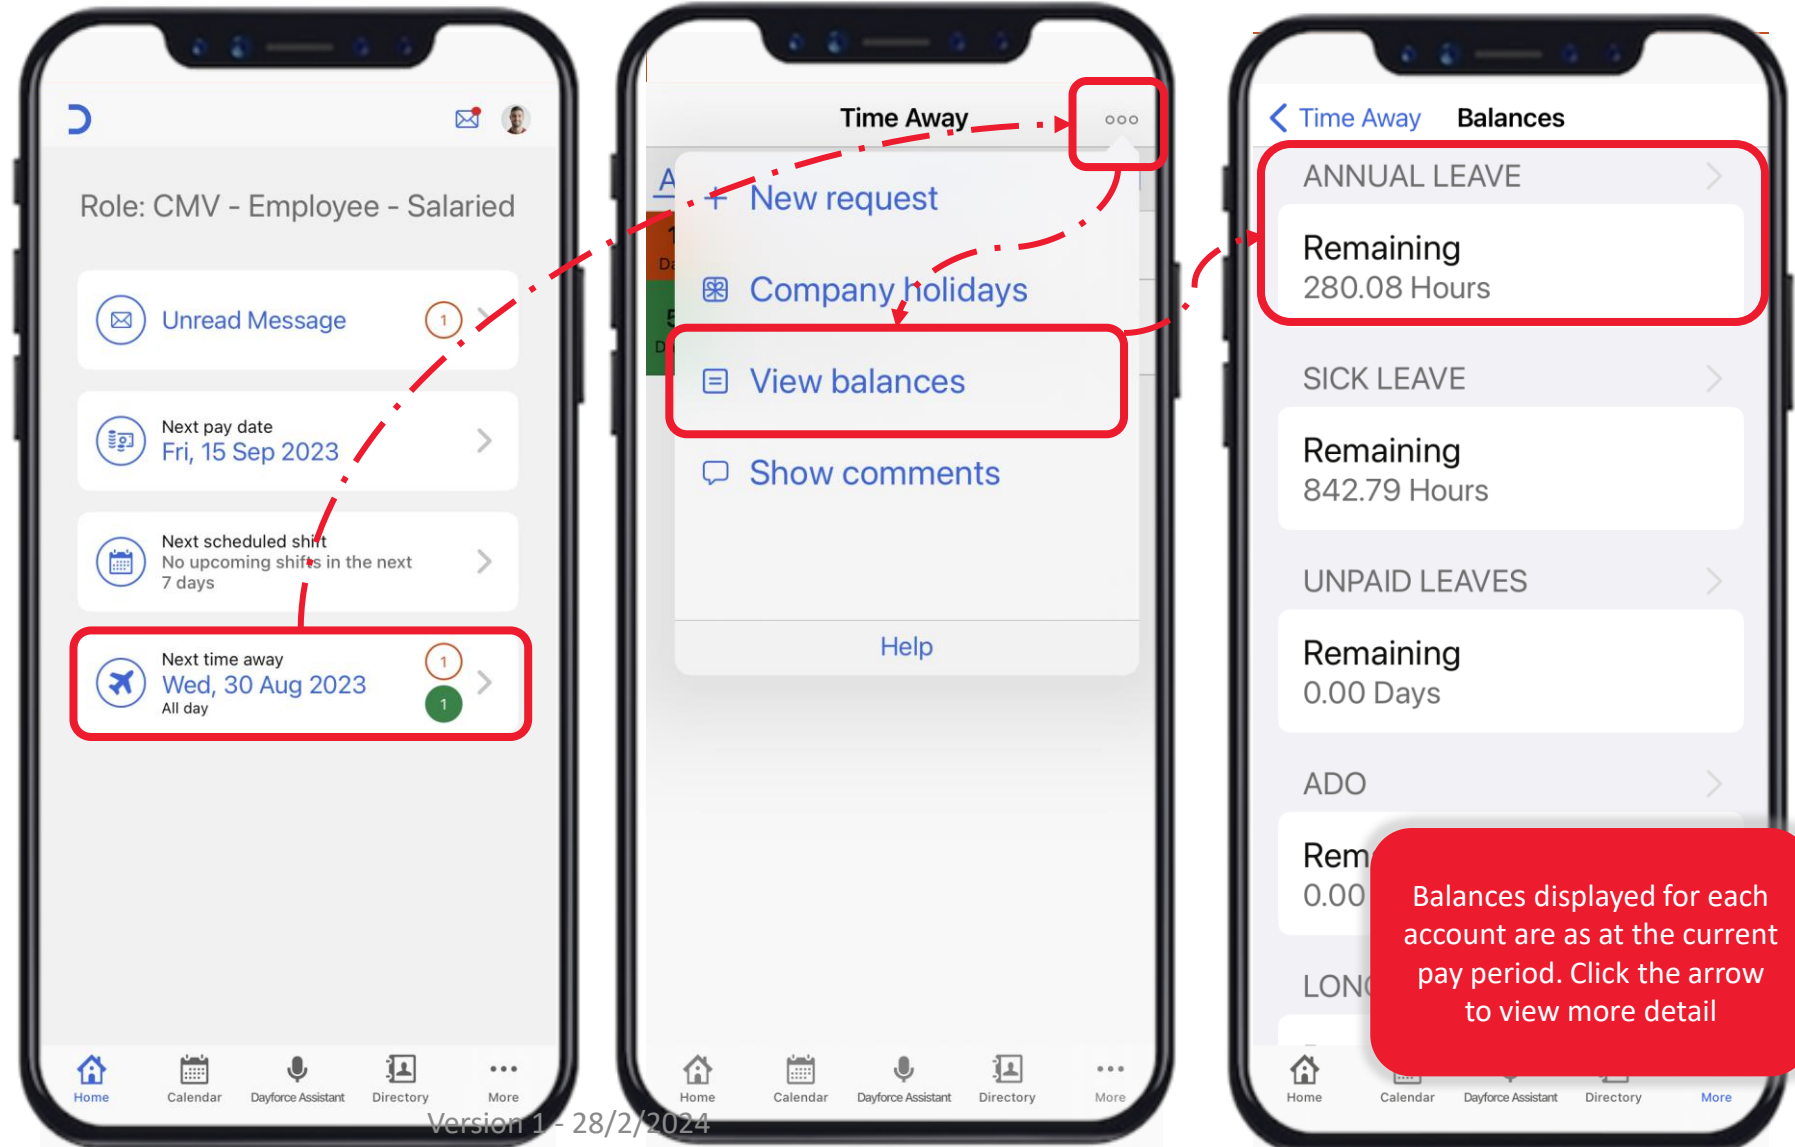 Role: CMV - Employee - Salaried
Unread Message
1
Next pay date
Fri, 15 Sep 2023
Next scheduled shift
No upcoming shifts in the next
7 days
Next time away
Wed, 30 Aug 2023
All day
1
1
Home
Calendar
Dayforce Assistant
Directory
More
Time Away
A
New request
Company holidays
View balances
Show comments
Help
Home
Calendar
Dayforce Assistant
Directory
More
Time Away
Balances
ANNUAL LEAVE
Remaining
280.08 Hours
SICK LEAVE
Remaining
842.79 Hours
UNPAID LEAVES
Remaining
0.00 Days
ADO
Rem
0.00
Balances displayed for each
account are as at the current
pay period. Click the arrow
to view more detail
Home
Calendar
Dayforce Assistant
Directory
More
Version 1 - 28/2/2024